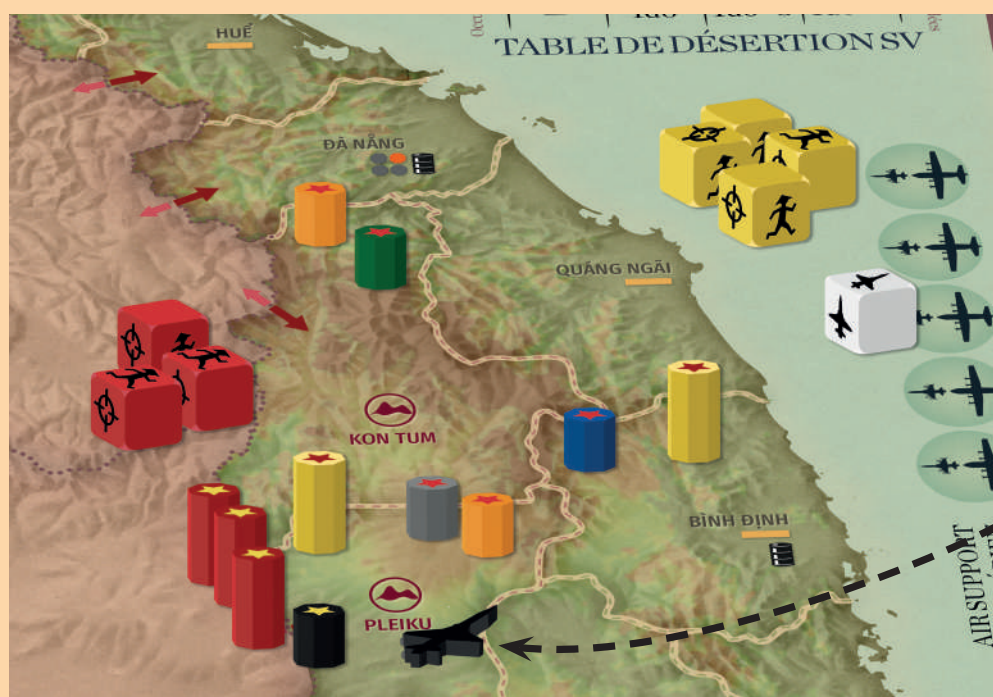 HUẾ
TABLE DE DÉSERTION SV
ĐÀ NẴNG
QUẢNG NGÃI
KON TUM
BÌNH ĐỊNH
PLEIKU
AIR SUPPORT